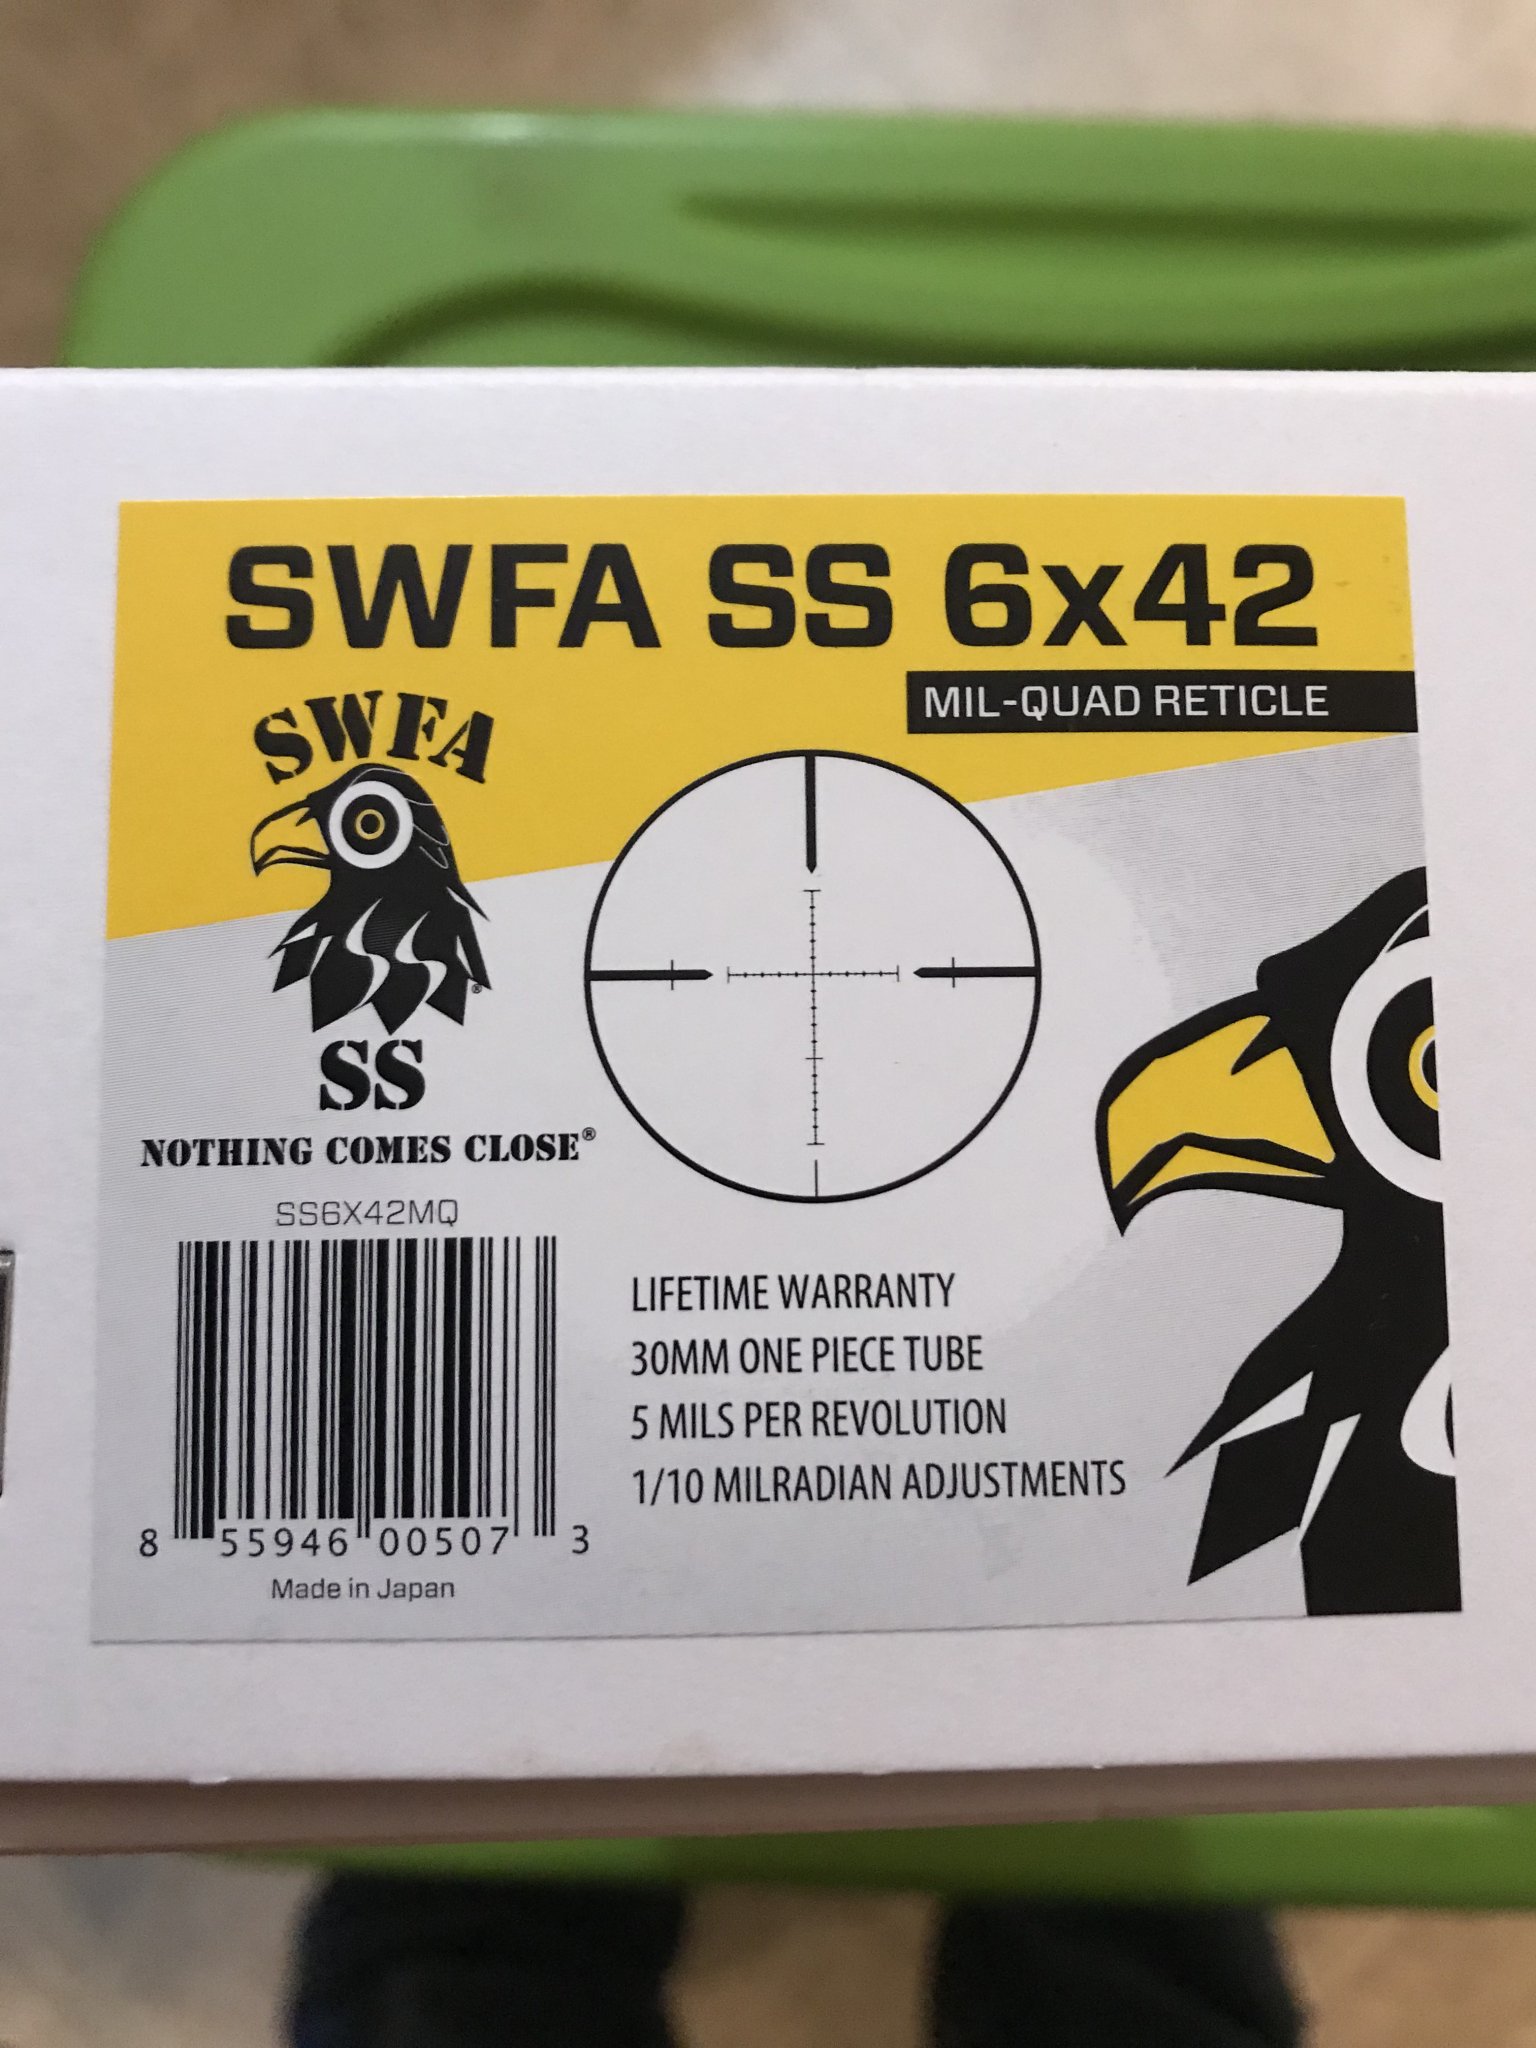 SWFA SS 6x42
MIL-QUAD RETICLE
SWFA
®
SS
NOTHING COMES CLOSE®
SS6X42MQ
8 55946 00507 3
Made in Japan
LIFETIME WARRANTY
30MM ONE PIECE TUBE
5 MILS PER REVOLUTION
1/10 MILRADIAN ADJUSTMENTS